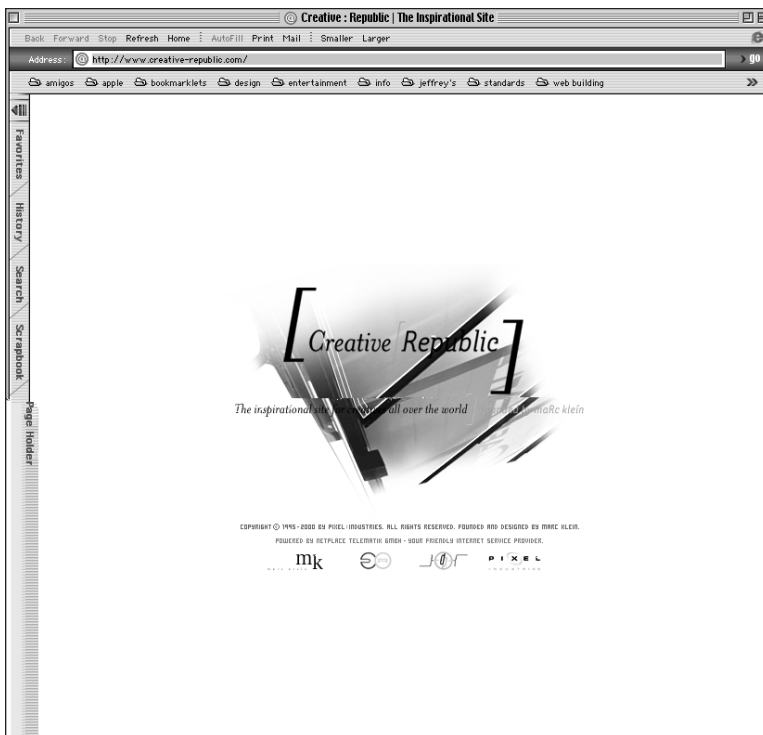 @ Creative : Republic | The Inspirational Site
Back Forward Stop Refresh Home AutoFill Print Mail Smaller Larger
Address: @ http://www.creative-republic.com/ go
amigos apple bookmarklets design entertainment info jeffrey's standards web building
Favorites
History
Search
Scrapbook
Page Holder
[Creative Republic]
The inspirational site for creatives all over the world
maRc klein
COPYRIGHT © 1995-2000 BY PIXEL:INDUSTRIES. ALL RIGHTS RESERVED. FOUNDED AND DESIGNED BY MARC KLEIN.
POWERED BY NETPLACE TELEMATIK GMBH - YOUR FRIENDLY INTERNET SERVICE PROVIDER.
mk PIXEL
INDUSTRIES